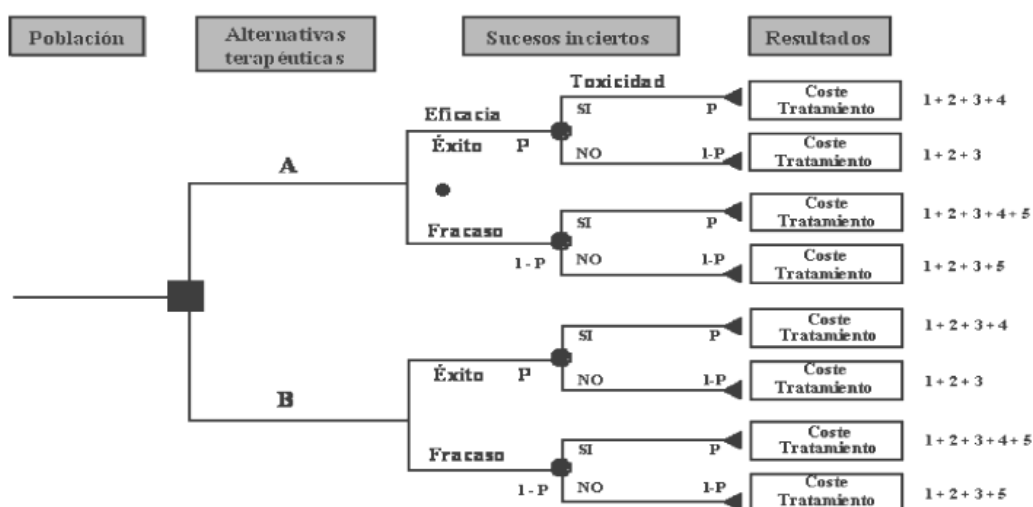 Población
Alternativas
terapéuticas
Sucesos inciertos
Resultados
Toxicidad
Eficacia
Éxito P
SI P
Coste
Tratamiento
1 + 2 + 3 + 4
NO 1-P
Coste
Tratamiento
1 + 2 + 3
A
Fracaso
1 - P
SI P
Coste
Tratamiento
1 + 2 + 3 + 4 + 5
NO 1-P
Coste
Tratamiento
1 + 2 + 3 + 5
B
Éxito P
SI P
Coste
Tratamiento
1 + 2 + 3 + 4
NO 1-P
Coste
Tratamiento
1 + 2 + 3
Fracaso
1 - P
SI P
Coste
Tratamiento
1 + 2 + 3 + 4 + 5
NO 1-P
Coste
Tratamiento
1 + 2 + 3 + 5